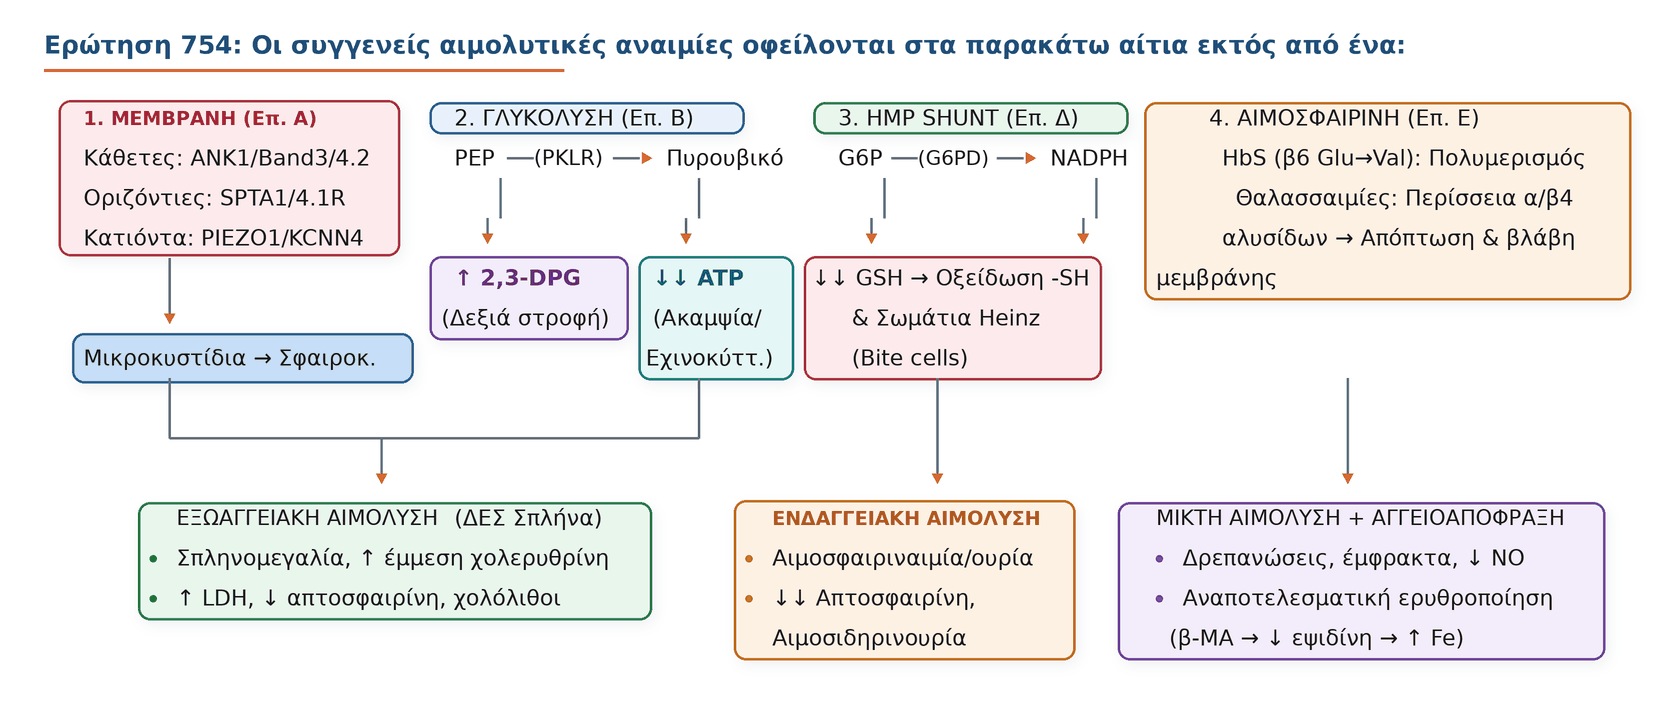 Ερώτηση 754: Οι συγγενείς αιμολυτικές αναιμίες οφείλονται στα παρακάτω αίτια εκτός από ένα:
1. ΜΕΜΒΡΑΝΗ (Επ. Α)
Κάθετες: ANK1/Band3/4.2
Οριζόντιες: SPTA1/4.1R
Κατιόντα: PIEZO1/KCNN4
Μικροκυστίδια → Σφαιροκ.
2. ΓΛΥΚΟΛΥΣΗ (Επ. Β)
PEP —(PKLR) —→ Πυρουβικό
↑ 2,3-DPG
(Δεξιά στροφή)
↓↓ ATP
(Ακαμψία/
Εχινοκύττ.)
3. HMP SHUNT (Επ. Δ)
G6P —(G6PD) —→ NADPH
↓↓ GSH → Οξείδωση -SH
& Σωμάτια Heinz
(Bite cells)
4. ΑΙΜΟΣΦΑΙΡΙΝΗ (Επ. Ε)
HbS (β6 Glu→Val): Πολυμερισμός
Θαλασσαιμίες: Περίσσεια α/β4
αλυσίδων → Απόπτωση & βλάβη
μεμβράνης
ΕΞΩΑΓΓΕΙΑΚΗ ΑΙΜΟΛΥΣΗ (ΔΕΣ Σπλήνα)
• Σπληνομεγαλία, ↑ έμμεση χολερυθρίνη
• ↑ LDH, ↓ απτοσφαιρίνη, χολόλιθοι
ΕΝΔΑΓΓΕΙΑΚΗ ΑΙΜΟΛΥΣΗ
• Αιμοσφαιριναιμία/ουρία
• ↓↓ Απτοσφαιρίνη,
Αιμοσιδηρινουρία
ΜΙΚΤΗ ΑΙΜΟΛΥΣΗ + ΑΓΓΕΙΟΑΠΟΦΡΑΞΗ
• Δρεπανώσεις, έμφρακτα, ↓ NO
• Αναποτελεσματική ερυθροποίηση
(β-ΜΑ → ↓ εψιδίνη → ↑ Fe)